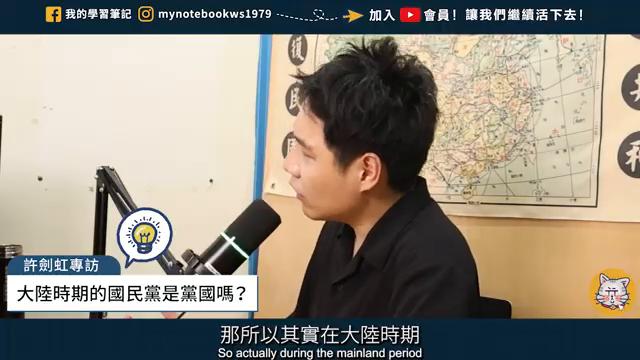 我的學習筆記 mynotebookws1979 加入 會員！讓我們繼續活下去！
復
民
許劍虹專訪
大陸時期的國民黨是黨國嗎？
那所以其實在大陸時期
So actually during the mainland period